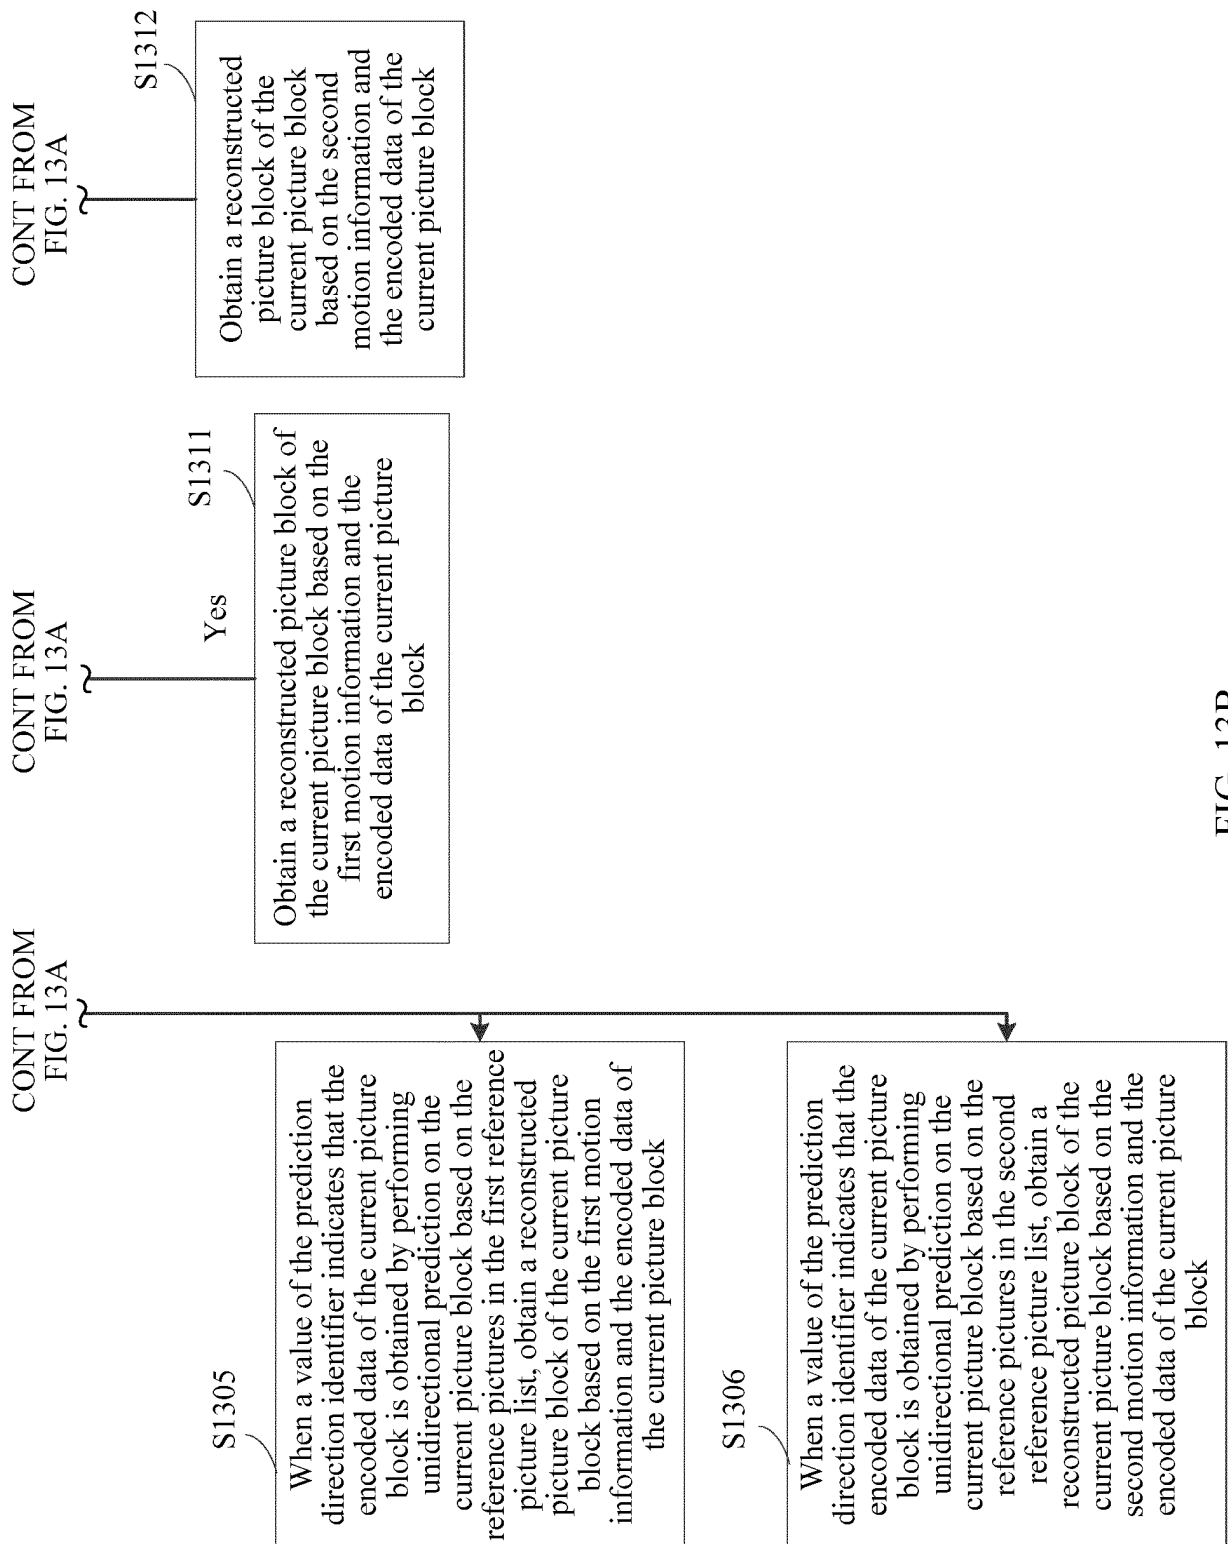 CONT FROM
FIG. 13A
S1305
When a value of the prediction
direction identifier indicates that the
encoded data of the current picture
block is obtained by performing
unidirectional prediction on the
current picture block based on the
reference pictures in the first reference
picture list, obtain a reconstructed
picture block of the current picture
block based on the first motion
information and the encoded data of
the current picture block
S1306
When a value of the prediction
direction identifier indicates that the
encoded data of the current picture
block is obtained by performing
unidirectional prediction on the
current picture block based on the
reference pictures in the second
reference picture list, obtain a
reconstructed picture block of the
current picture block based on the
second motion information and the
encoded data of the current picture
block
CONT FROM
FIG. 13A
Yes
S1311
Obtain a reconstructed picture block of
the current picture block based on the
first motion information and the
encoded data of the current picture
block
CONT FROM
FIG. 13A
S1312
Obtain a reconstructed
picture block of the
current picture block
based on the second
motion information and
the encoded data of the
current picture block
FIG. 13B